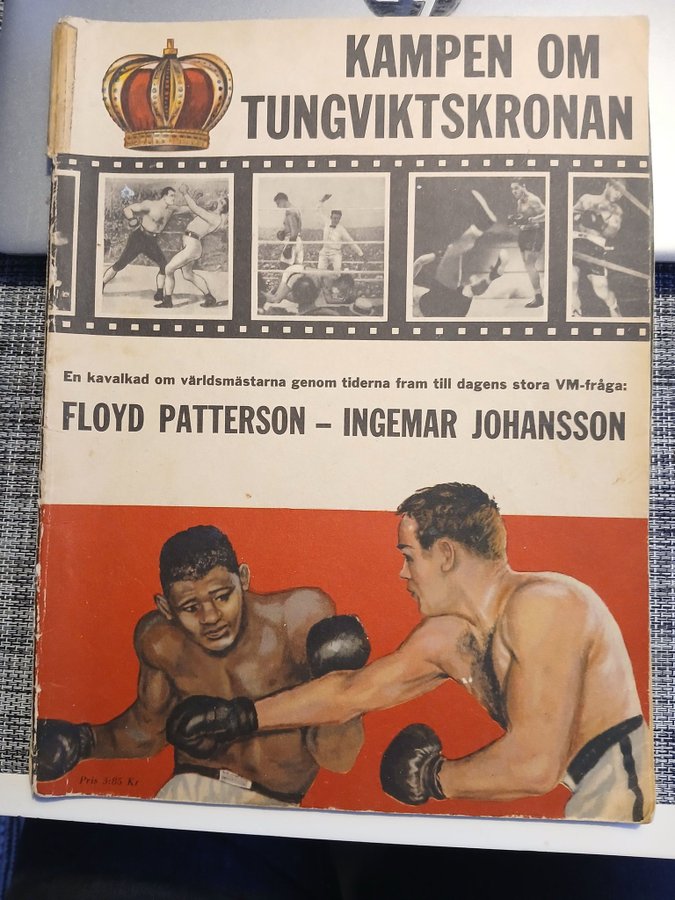 KAMPEN OM
TUNGVIKTSKRONAN
En kavalkad om världsmästarna genom tiderna fram till dagens stora VM-fråga:
FLOYD PATTERSON – INGEMAR JOHANSSON
Pris 3:85 Kr